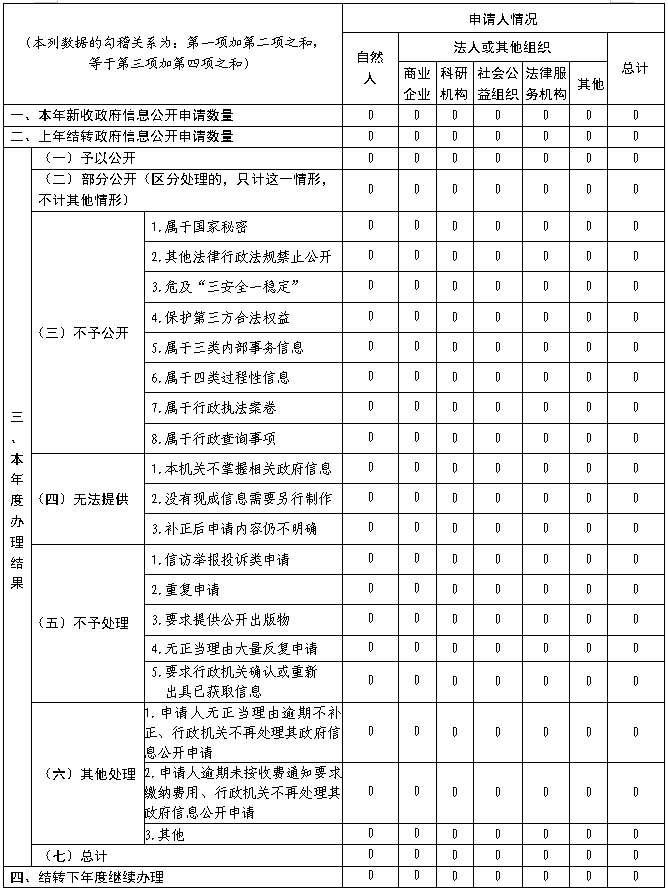 （本列数据的勾稽关系为：第一项加第二项之和，
等于第三项加第四项之和）
申请人情况
自然
人
法人或其他组织
总计
商业
企业
科研
机构
社会公
益组织
法律服
务机构
其他
一、本年新收政府信息公开申请数量 0 0 0 0 0 0 0
二、上年结转政府信息公开申请数量 0 0 0 0 0 0 0
三、本年度办理结果
（一）予以公开 0 0 0 0 0 0 0
（二）部分公开（区分处理的，只计这一情形，
不计其他情形） 0 0 0 0 0 0 0
（三）不予公开
1.属于国家秘密 0 0 0 0 0 0 0
2.其他法律行政法规禁止公开 0 0 0 0 0 0 0
3.危及“三安全一稳定” 0 0 0 0 0 0 0
4.保护第三方合法权益 0 0 0 0 0 0 0
5.属于三类内部事务信息 0 0 0 0 0 0 0
6.属于四类过程性信息 0 0 0 0 0 0 0
7.属于行政执法案卷 0 0 0 0 0 0 0
8.属于行政查询事项 0 0 0 0 0 0 0
（四）无法提供
1.本机关不掌握相关政府信息 0 0 0 0 0 0 0
2.没有现成信息需要另行制作 0 0 0 0 0 0 0
3.补正后申请内容仍不明确 0 0 0 0 0 0 0
（五）不予处理
1.信访举报投诉类申请 0 0 0 0 0 0 0
2.重复申请 0 0 0 0 0 0 0
3.要求提供公开出版物 0 0 0 0 0 0 0
4.无正当理由大量反复申请 0 0 0 0 0 0 0
5.要求行政机关确认或重新
出具已获取信息 0 0 0 0 0 0 0
（六）其他处理
1.申请人无正当理由逾期不补
正、行政机关不再处理其政府信
息公开申请 0 0 0 0 0 0 0
2.申请人逾期未按收费通知要求
缴纳费用、行政机关不再处理其
政府信息公开申请 0 0 0 0 0 0 0
3.其他 0 0 0 0 0 0 0
（七）总计 0 0 0 0 0 0 0
四、结转下年度继续办理 0 0 0 0 0 0 0